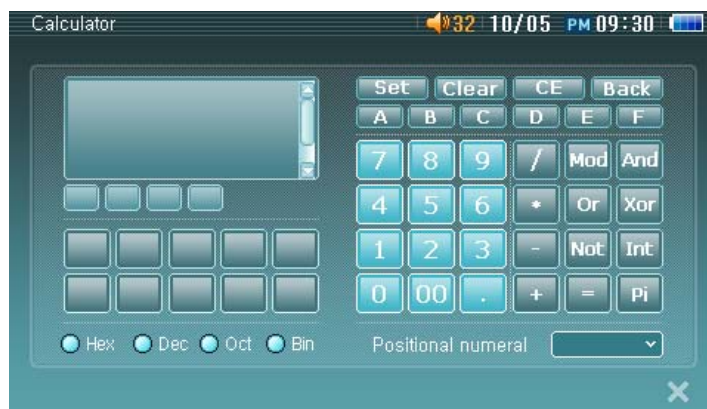 Calculator 32 10/05 PM 09:30
Set Clear CE Back
A B C D E F
7 8 9 / Mod And
4 5 6 * Or Xor
1 2 3 - Not Int
0 00 . + = Pi
Hex Dec Oct Bin Positional numeral